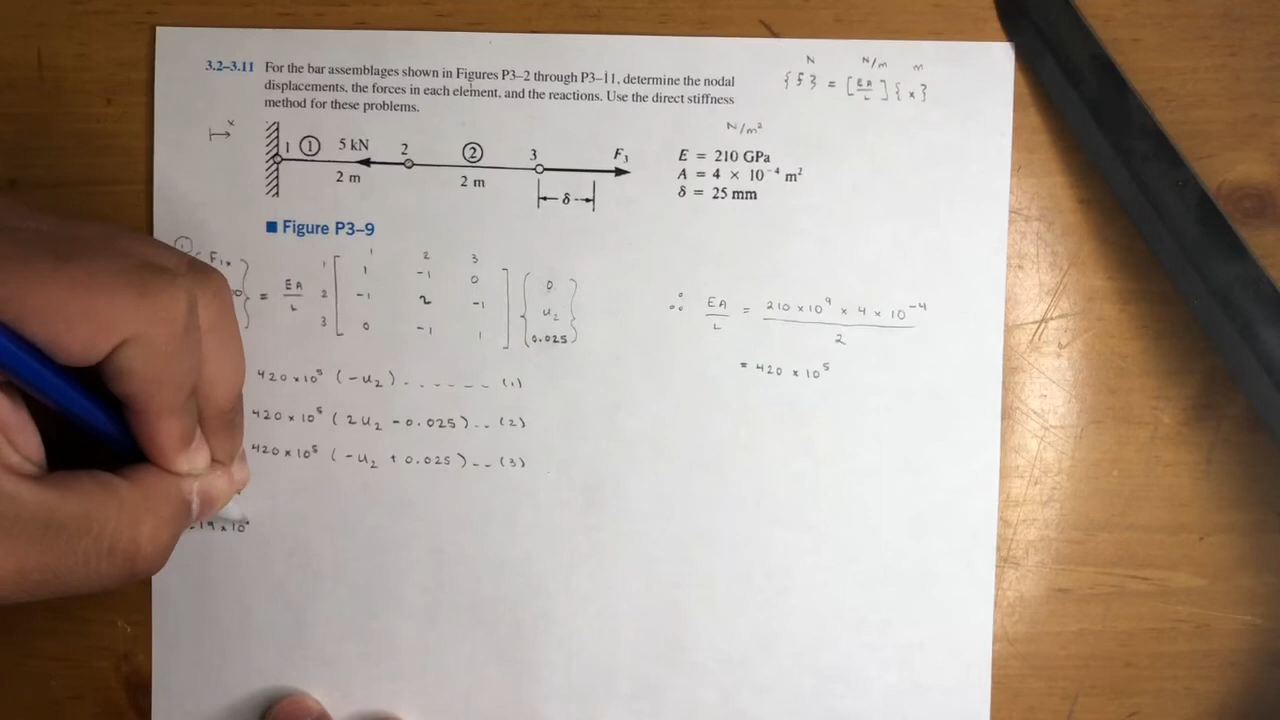 3.2–3.11 For the bar assemblages shown in Figures P3–2 through P3–11, determine the nodal
displacements, the forces in each element, and the reactions. Use the direct stiffness
method for these problems.
N N/m m
{f} = [EA/L]{x}
x
1 ① 5 kN 2 ② 3 F₃
2 m 2 m δ
N/m²
E = 210 GPa
A = 4 × 10⁻⁴ m²
δ = 25 mm
■ Figure P3–9
1 2 3
F₁ₓ 1 1 -1 0 0
= EA/L 2 -1 2 -1 u₂
3 0 -1 1 0.025
∴ EA/L = 210 × 10⁹ × 4 × 10⁻⁴ / 2
= 420 × 10⁵
420 × 10⁵ (-u₂) . . . . . . (1)
420 × 10⁵ (2u₂ - 0.025) . . (2)
420 × 10⁵ (-u₂ + 0.025) . . (3)